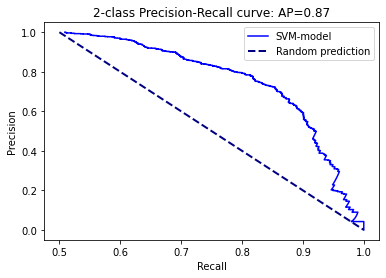 2-class Precision-Recall curve: AP=0.87
SVM-model
Random prediction
Precision
1.0
0.8
0.6
0.4
0.2
0.0
0.5 0.6 0.7 0.8 0.9 1.0
Recall